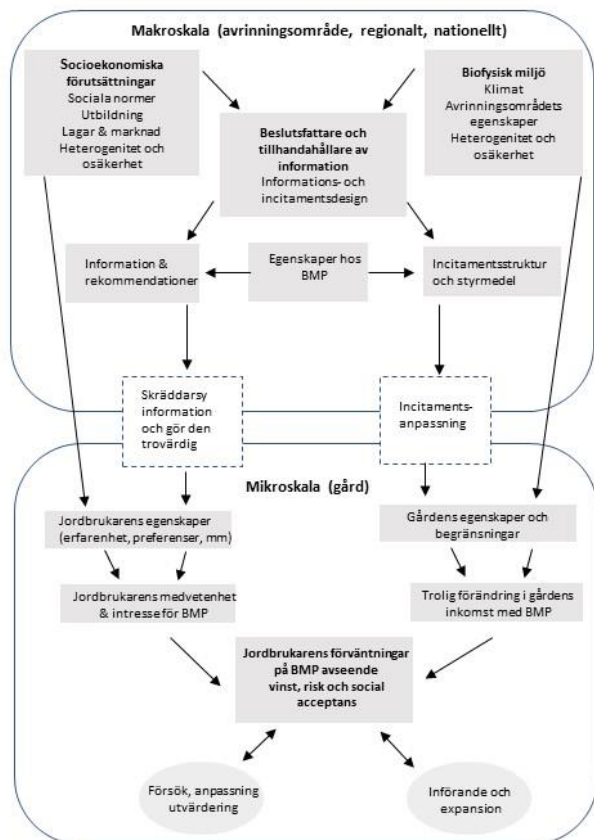 Makroskala (avrinningsområde, regionalt, nationellt)
Socioekonomiska
förutsättningar
Sociala normer
Utbildning
Lagar & marknad
Heterogenitet och
osäkerhet
Biofysisk miljö
Klimat
Avrinningsområdets
egenskaper
Heterogenitet och
osäkerhet
Beslutsfattare och
tillhandahållare av
information
Informations- och
incitamentsdesign
Information &
rekommendationer
Egenskaper hos
BMP
Incitamentsstruktur
och styrmedel
Skräddarsy
information
och gör den
trovärdig
Incitaments-
anpassning
Mikroskala (gård)
Jordbrukarens egenskaper
(erfarenhet, preferenser, mm)
Gårdens egenskaper och
begränsningar
Jordbrukarens medvetenhet
& intresse för BMP
Trolig förändring i gårdens
inkomst med BMP
Jordbrukarens förväntningar
på BMP avseende
vinst, risk och social
acceptans
Försök, anpassning
utvärdering
Införande och
expansion